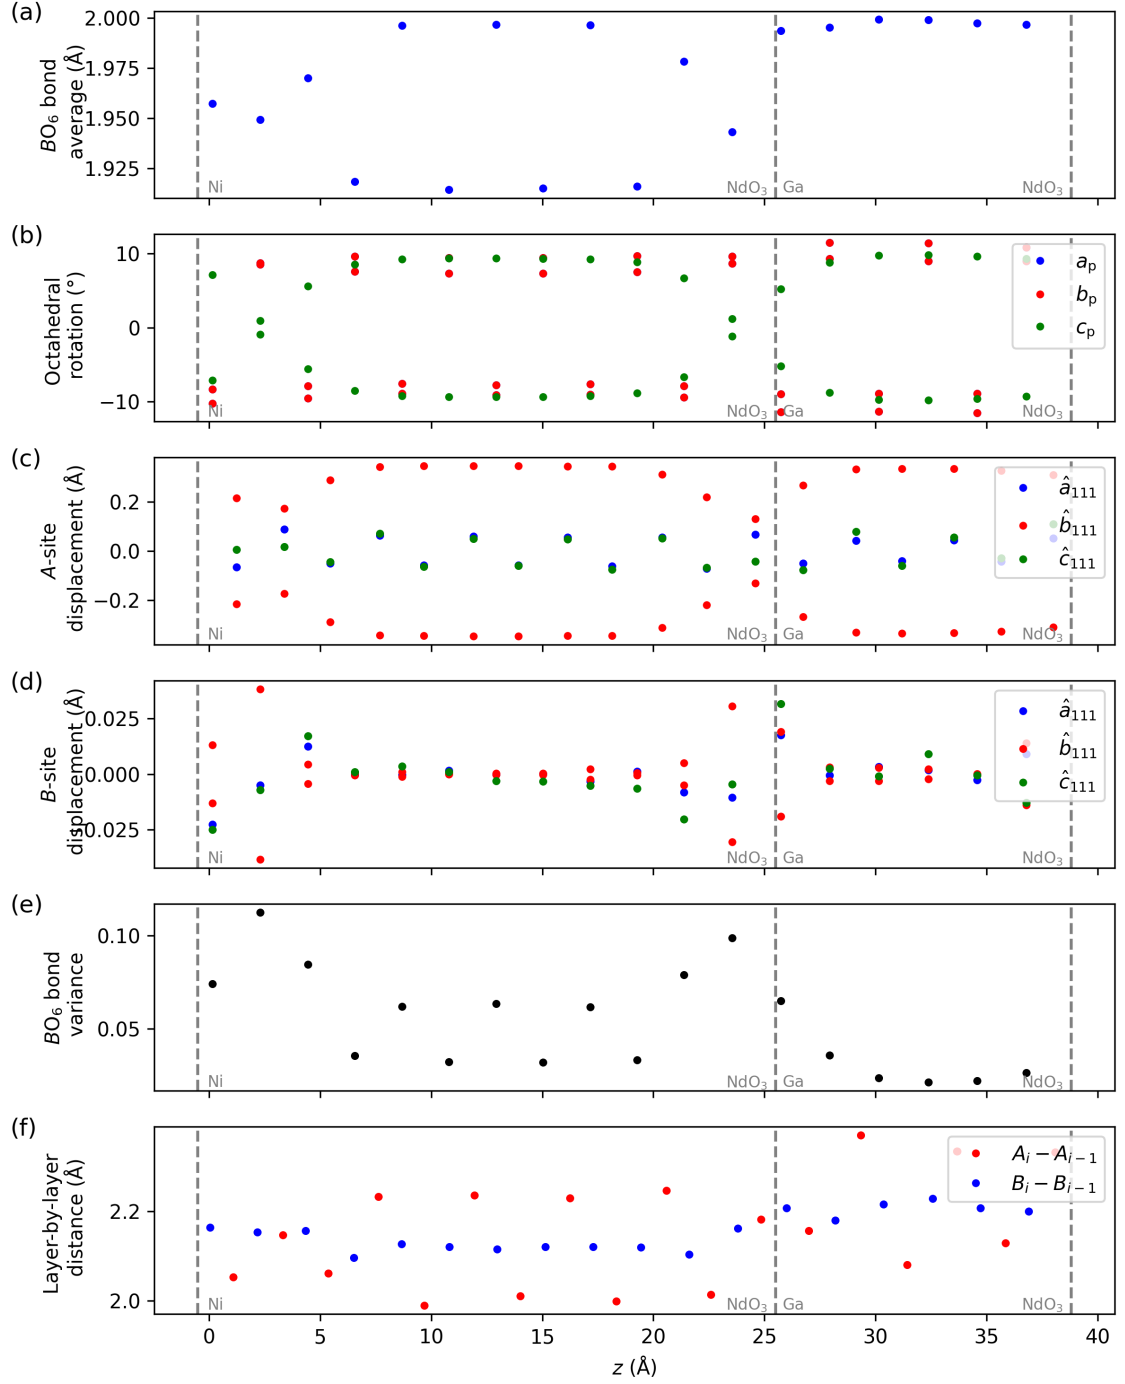 (a)
BO₆ bond
average (Å)
2.000
1.975
1.950
1.925
Ni
NdO₃
Ga
NdO₃
(b)
Octahedral
rotation (°)
10
0
−10
Ni
NdO₃
Ga
NdO₃
aₚ
bₚ
cₚ
(c)
A-site
displacement (Å)
0.2
0.0
−0.2
Ni
NdO₃
Ga
NdO₃
â₁₁₁
b̂₁₁₁
ĉ₁₁₁
(d)
B-site
displacement (Å)
0.025
0.000
−0.025
Ni
NdO₃
Ga
NdO₃
â₁₁₁
b̂₁₁₁
ĉ₁₁₁
(e)
BO₆ bond
variance
0.10
0.05
Ni
NdO₃
Ga
NdO₃
(f)
Layer-by-layer
distance (Å)
2.2
2.0
Ni
NdO₃
Ga
NdO₃
Aᵢ − Aᵢ₋₁
Bᵢ − Bᵢ₋₁
0 5 10 15 20 25 30 35 40
z (Å)